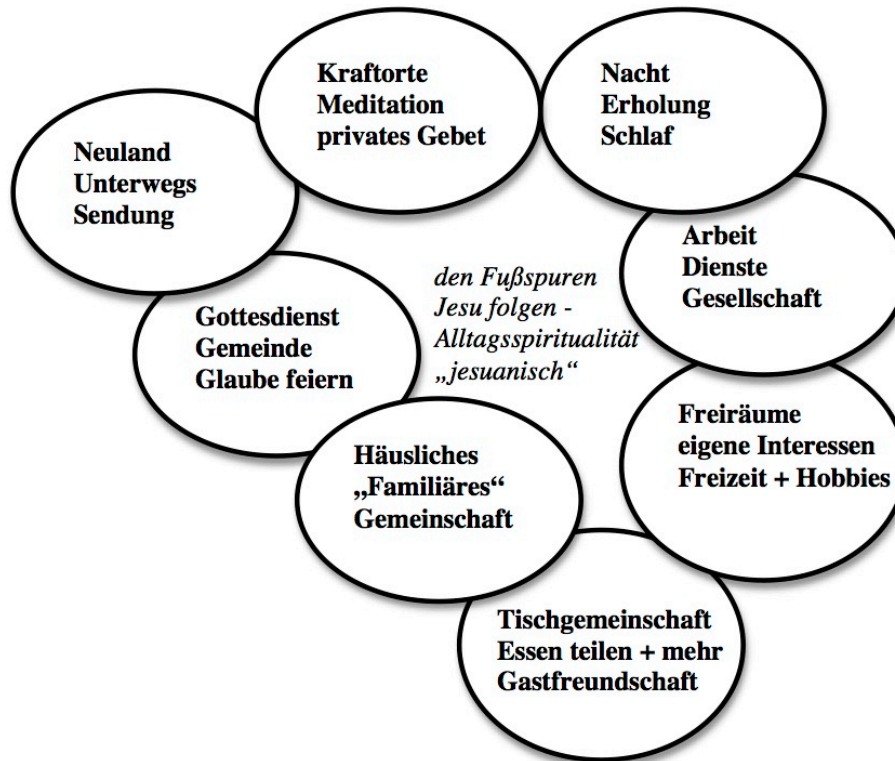 Kraftorte
Meditation
privates Gebet
Nacht
Erholung
Schlaf
Neuland
Unterwegs
Sendung
Arbeit
Dienste
Gesellschaft
den Fußspuren
Jesu folgen -
Alltagsspiritualität
„jesuanisch“
Gottesdienst
Gemeinde
Glaube feiern
Freiräume
eigene Interessen
Freizeit + Hobbies
Häusliches
„Familiäres“
Gemeinschaft
Tischgemeinschaft
Essen teilen + mehr
Gastfreundschaft